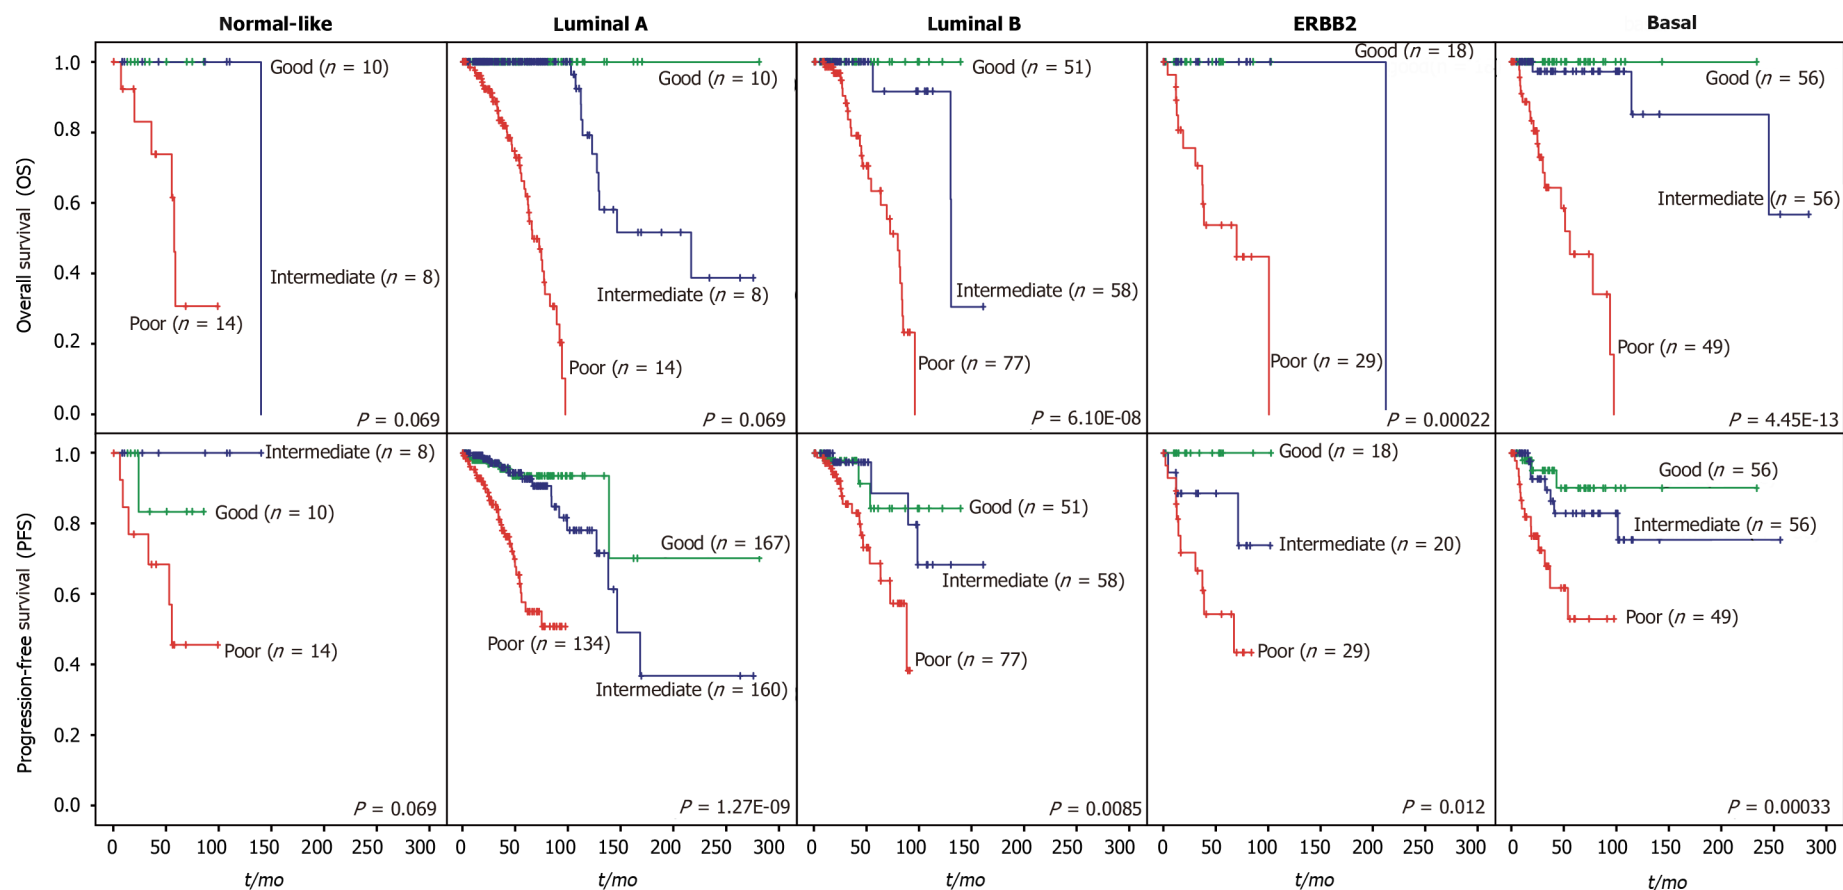 Normal-like
Luminal A
Luminal B
ERBB2
Basal
Overall survival (OS)
1.0
0.8
0.6
0.4
0.2
0.0
Good (n = 10)
Intermediate (n = 8)
Poor (n = 14)
P = 0.069
Good (n = 10)
Intermediate (n = 8)
Poor (n = 14)
P = 0.069
Good (n = 51)
Intermediate (n = 58)
Poor (n = 77)
P = 6.10E-08
Good (n = 18)
Poor (n = 29)
P = 0.00022
Good (n = 56)
Intermediate (n = 56)
Poor (n = 49)
P = 4.45E-13
Progression-free survival (PFS)
1.0
0.8
0.6
0.4
0.2
0.0
Intermediate (n = 8)
Good (n = 10)
Poor (n = 14)
P = 0.069
Good (n = 167)
Poor (n = 134)
Intermediate (n = 160)
P = 1.27E-09
Good (n = 51)
Intermediate (n = 58)
Poor (n = 77)
P = 0.0085
Good (n = 18)
Intermediate (n = 20)
Poor (n = 29)
P = 0.012
Good (n = 56)
Intermediate (n = 56)
Poor (n = 49)
P = 0.00033
0 50 100 150 200 250 300
0 50 100 150 200 250 300
0 50 100 150 200 250 300
0 50 100 150 200 250 300
0 50 100 150 200 250 300
t/mo
t/mo
t/mo
t/mo
t/mo